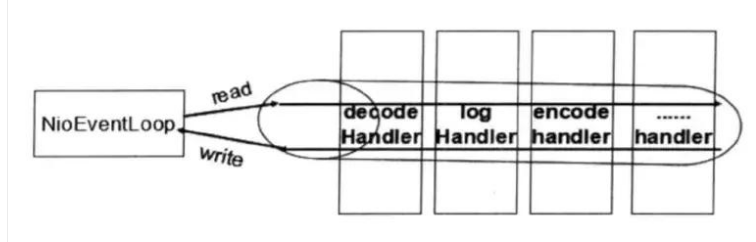 read
NioEventLoop
write
decode
Handler
log
Handler
encode
handler
......
handler